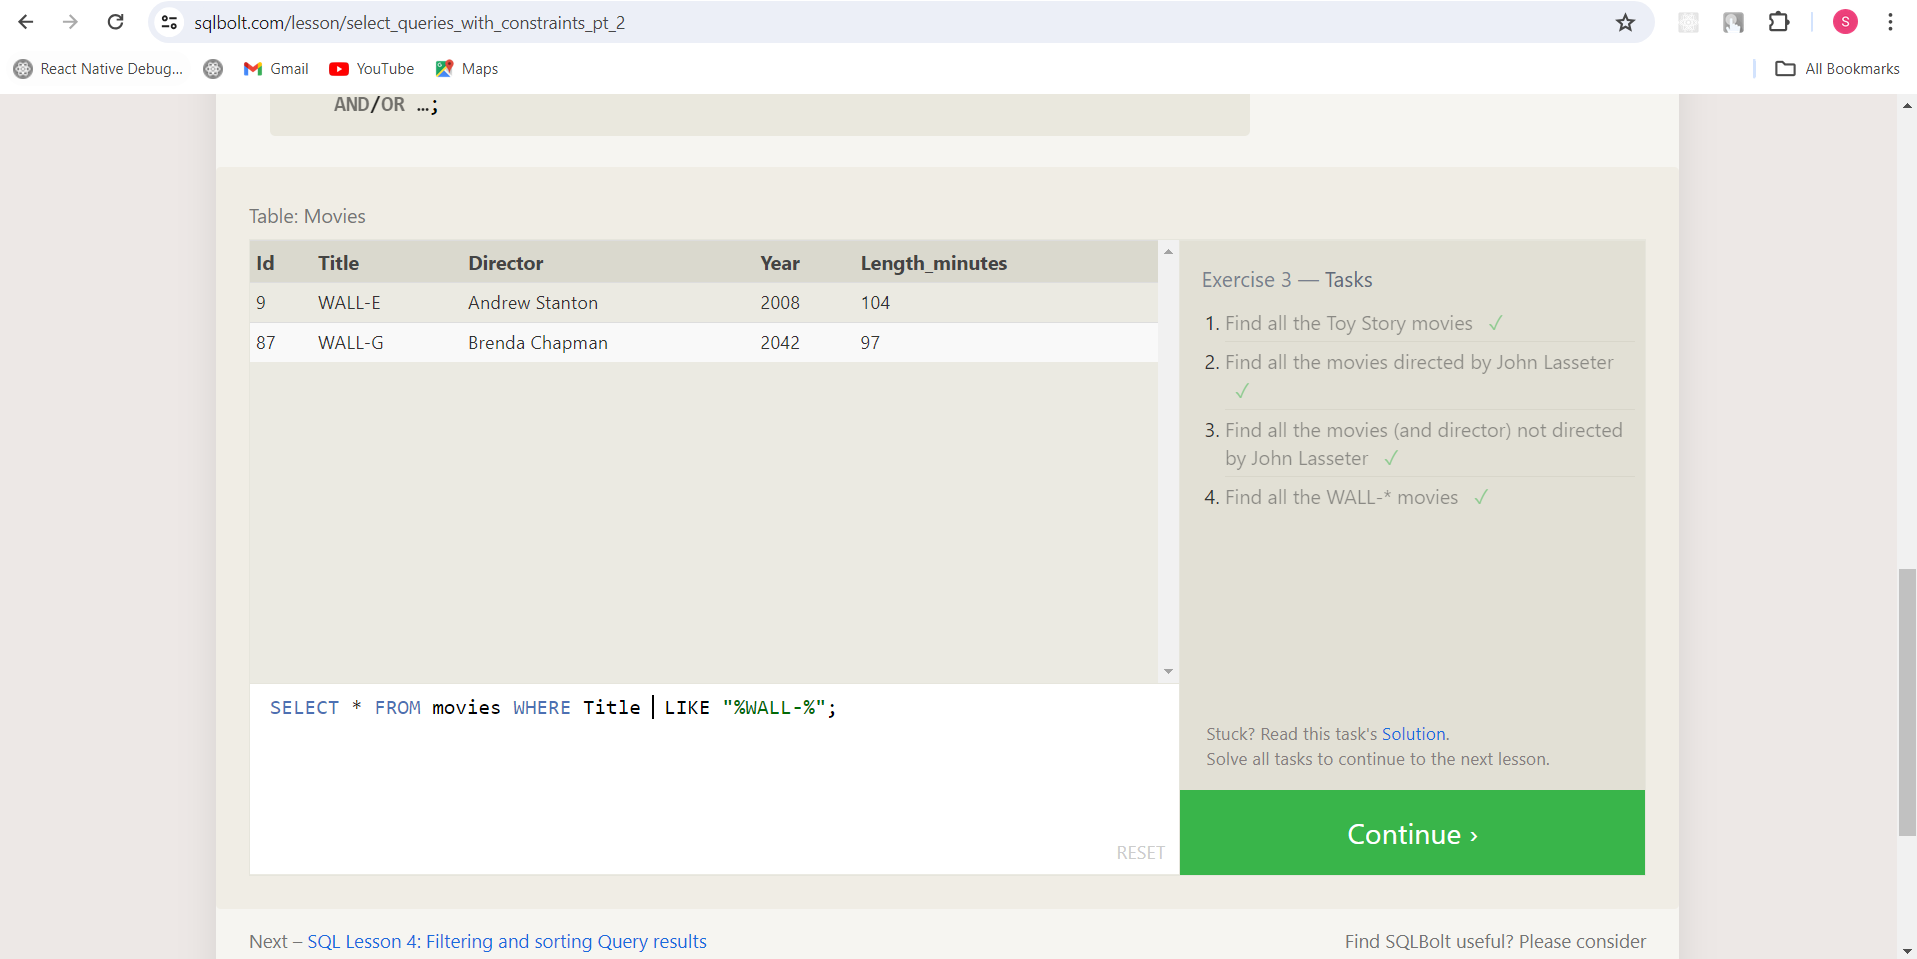 sqlbolt.com/lesson/select_queries_with_constraints_pt_2
S
React Native Debug...
Gmail
YouTube
Maps
All Bookmarks
AND/OR …;
Table: Movies
Id Title Director Year Length_minutes
9 WALL-E Andrew Stanton 2008 104
87 WALL-G Brenda Chapman 2042 97
SELECT * FROM movies WHERE Title LIKE "%WALL-%";
RESET
Exercise 3 — Tasks
1. Find all the Toy Story movies ✓
2. Find all the movies directed by John Lasseter
✓
3. Find all the movies (and director) not directed
by John Lasseter ✓
4. Find all the WALL-* movies ✓
Stuck? Read this task's Solution.
Solve all tasks to continue to the next lesson.
Continue ›
Next – SQL Lesson 4: Filtering and sorting Query results
Find SQLBolt useful? Please consider